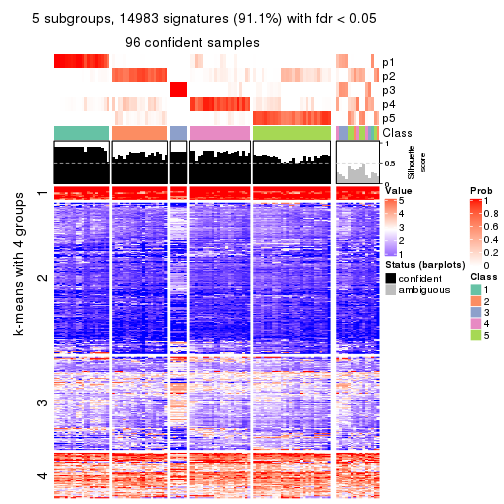 5 subgroups, 14983 signatures (91.1%) with fdr < 0.05
96 confident samples
p1
p2
p3
p4
p5
Class
1
0.5
0
Silhouette
score
k-means with 4 groups
1
2
3
4
Value
5
4
3
2
1
Status (barplots)
confident
ambiguous
Prob
1
0.8
0.6
0.4
0.2
0
Class
1
2
3
4
5